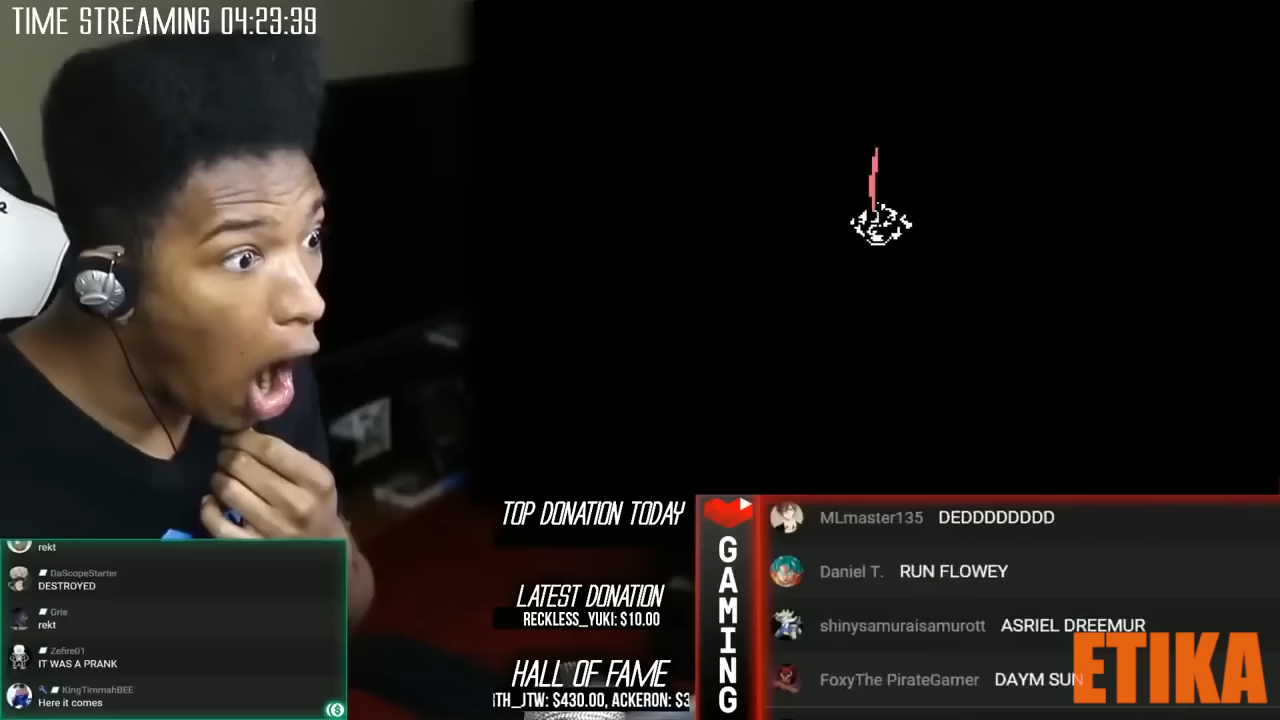 TIME STREAMING 04:23:39
rekt
DaScopeStarter
DESTROYED
Gris
rekt
Zefire01
IT WAS A PRANK
KingTimmahBEE
Here it comes
TOP DONATION TODAY
LATEST DONATION
RECKLESS_YUKI: $10.00
HALL OF FAME
TH_JTW: $430.00, ACKERON: $3
GAMING
MLmaster135 DEDDDDDDDD
Daniel T. RUN FLOWEY
shinysamuraisamurott ASRIEL DREEMUR
FoxyThe PirateGamer DAYM SUN
ETIKA